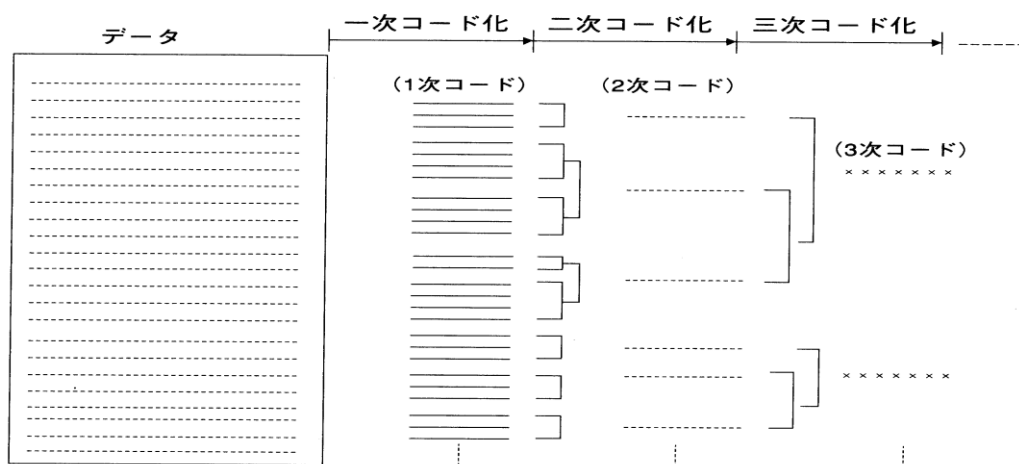 データ
一次コード化
二次コード化
三次コード化
(1次コード)
(2次コード)
(3次コード)
× × × × × × ×
× × × × × × ×